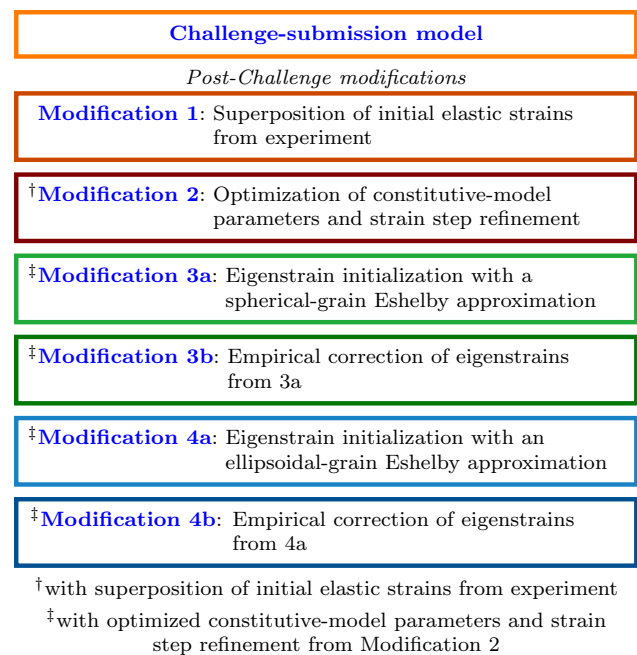 Challenge-submission model
Post-Challenge modifications
Modification 1: Superposition of initial elastic strains
from experiment
†Modification 2: Optimization of constitutive-model
parameters and strain step refinement
‡Modification 3a: Eigenstrain initialization with a
spherical-grain Eshelby approximation
‡Modification 3b: Empirical correction of eigenstrains
from 3a
‡Modification 4a: Eigenstrain initialization with an
ellipsoidal-grain Eshelby approximation
‡Modification 4b: Empirical correction of eigenstrains
from 4a
†with superposition of initial elastic strains from experiment
‡with optimized constitutive-model parameters and strain
step refinement from Modification 2